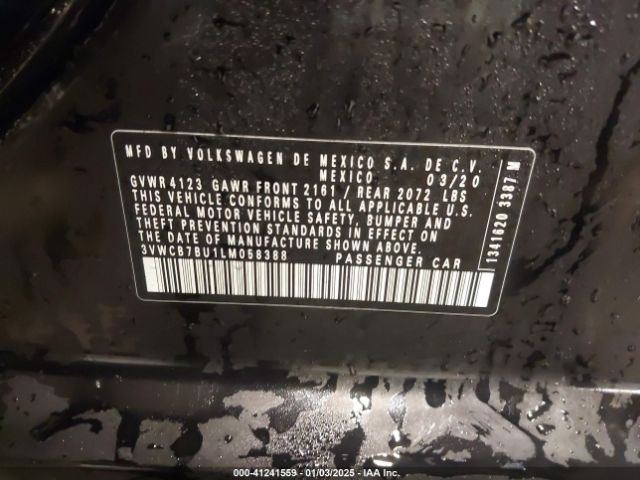 MFD BY VOLKSWAGEN DE MEXICO S.A. DE C.V.
MEXICO 03/20
GVWR 4123 GAWR FRONT 2161 / REAR 2072 LBS
THIS VEHICLE CONFORMS TO ALL APPLICABLE U.S.
FEDERAL MOTOR VEHICLE SAFETY, BUMPER AND
THEFT PREVENTION STANDARDS IN EFFECT ON
THE DATE OF MANUFACTURE SHOWN ABOVE.
3VWCB7BU1LM058388 PASSENGER CAR
1341620 3387 M
000-41241559 - 01/03/2025 - IAA Inc.